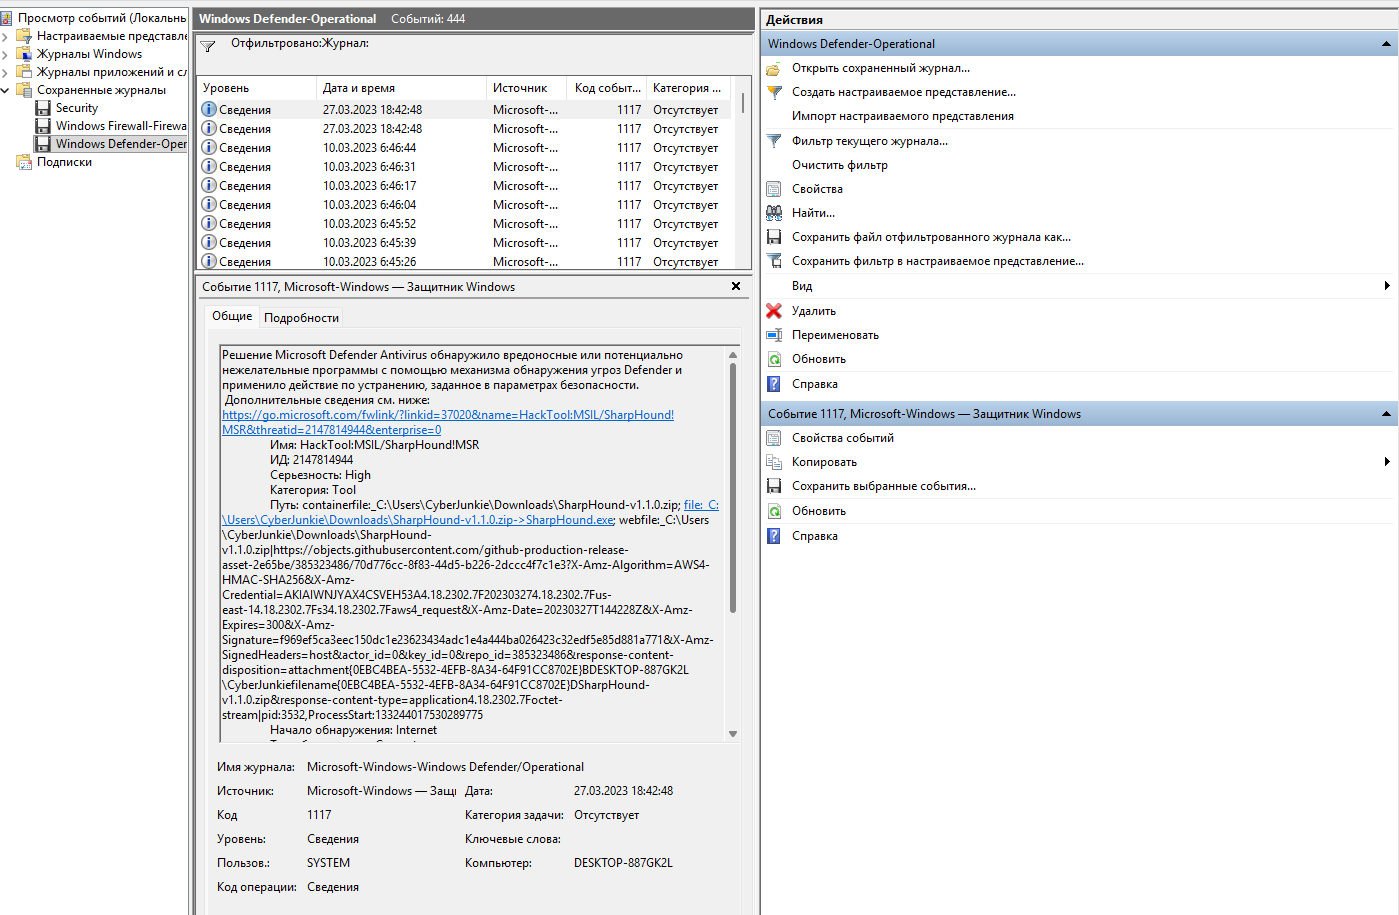 Просмотр событий (Локальнь
Настраиваемые представле
Журналы Windows
Журналы приложений и сл
Сохраненные журналы
Security
Windows Firewall-Firewa
Windows Defender-Oper
Подписки
Windows Defender-Operational Событий: 444
Отфильтровано:Журнал:
Уровень Дата и время Источник Код событ... Категория ...
Сведения 27.03.2023 18:42:48 Microsoft-... 1117 Отсутствует
Сведения 27.03.2023 18:42:48 Microsoft-... 1117 Отсутствует
Сведения 10.03.2023 6:46:44 Microsoft-... 1117 Отсутствует
Сведения 10.03.2023 6:46:31 Microsoft-... 1117 Отсутствует
Сведения 10.03.2023 6:46:17 Microsoft-... 1117 Отсутствует
Сведения 10.03.2023 6:46:04 Microsoft-... 1117 Отсутствует
Сведения 10.03.2023 6:45:52 Microsoft-... 1117 Отсутствует
Сведения 10.03.2023 6:45:39 Microsoft-... 1117 Отсутствует
Сведения 10.03.2023 6:45:26 Microsoft-... 1117 Отсутствует
Событие 1117, Microsoft-Windows — Защитник Windows
Общие Подробности
Решение Microsoft Defender Antivirus обнаружило вредоносные или потенциально
нежелательные программы с помощью механизма обнаружения угроз Defender и
применило действие по устранению, заданное в параметрах безопасности.
Дополнительные сведения см. ниже:
https://go.microsoft.com/fwlink/?linkid=37020&name=HackTool:MSIL/SharpHound!
MSR&threatid=2147814944&enterprise=0
Имя: HackTool:MSIL/SharpHound!MSR
ИД: 2147814944
Серьезность: High
Категория: Tool
Путь: containerfile:_C:\Users\CyberJunkie\Downloads\SharpHound-v1.1.0.zip; file:_C:
\Users\CyberJunkie\Downloads\SharpHound-v1.1.0.zip->SharpHound.exe; webfile:_C:\Users
\CyberJunkie\Downloads\SharpHound-
v1.1.0.zip|https://objects.githubusercontent.com/github-production-release-
asset-2e65be/385323486/70d776cc-8f83-44d5-b226-2dccc4f7c1e3?X-Amz-Algorithm=AWS4-
HMAC-SHA256&X-Amz-
Credential=AKIAIWNJYAX4CSVEH53A4.18.2302.7F202303274.18.2302.7Fus-
east-14.18.2302.7Fs34.18.2302.7Faws4_request&X-Amz-Date=20230327T144228Z&X-Amz-
Expires=300&X-Amz-
Signature=f969ef5ca3eec150dc1e23623434adc1e4a444ba026423c32edf5e85d881a771&X-Amz-
SignedHeaders=host&actor_id=0&key_id=0&repo_id=385323486&response-content-
disposition=attachment{0EBC4BEA-5532-4EFB-8A34-64F91CC8702E}BDESKTOP-887GK2L
\CyberJunkiefilename{0EBC4BEA-5532-4EFB-8A34-64F91CC8702E}DSharpHound-
v1.1.0.zip&response-content-type=application4.18.2302.7Foctet-
stream|pid:3532,ProcessStart:133244017530289775
Начало обнаружения: Internet
Имя журнала: Microsoft-Windows-Windows Defender/Operational
Источник: Microsoft-Windows — Защи Дата: 27.03.2023 18:42:48
Код 1117 Категория задачи: Отсутствует
Уровень: Сведения Ключевые слова:
Пользов.: SYSTEM Компьютер: DESKTOP-887GK2L
Код операции: Сведения
Действия
Windows Defender-Operational
Открыть сохраненный журнал...
Создать настраиваемое представление...
Импорт настраиваемого представления
Фильтр текущего журнала...
Очистить фильтр
Свойства
Найти...
Сохранить файл отфильтрованного журнала как...
Сохранить фильтр в настраиваемое представление...
Вид
Удалить
Переименовать
Обновить
Справка
Событие 1117, Microsoft-Windows — Защитник Windows
Свойства событий
Копировать
Сохранить выбранные события...
Обновить
Справка